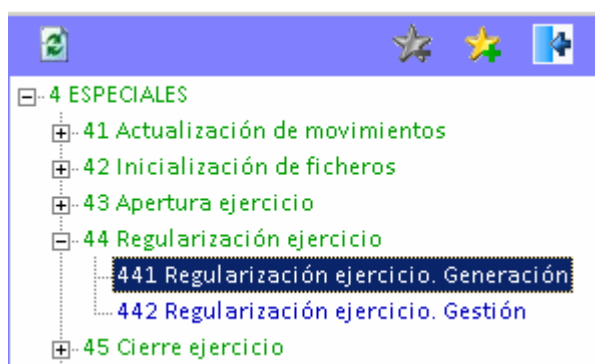 4 ESPECIALES
41 Actualización de movimientos
42 Inicialización de ficheros
43 Apertura ejercicio
44 Regularización ejercicio
441 Regularización ejercicio. Generación
442 Regularización ejercicio. Gestión
45 Cierre ejercicio